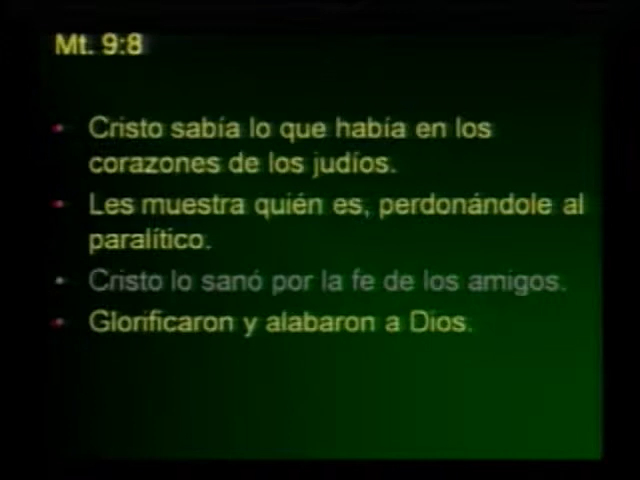 Mt. 9:8
• Cristo sabía lo que había en los
corazones de los judíos.
• Les muestra quién es, perdonándole al
paralítico.
• Cristo lo sanó por la fe de los amigos.
• Glorificaron y alabaron a Dios.